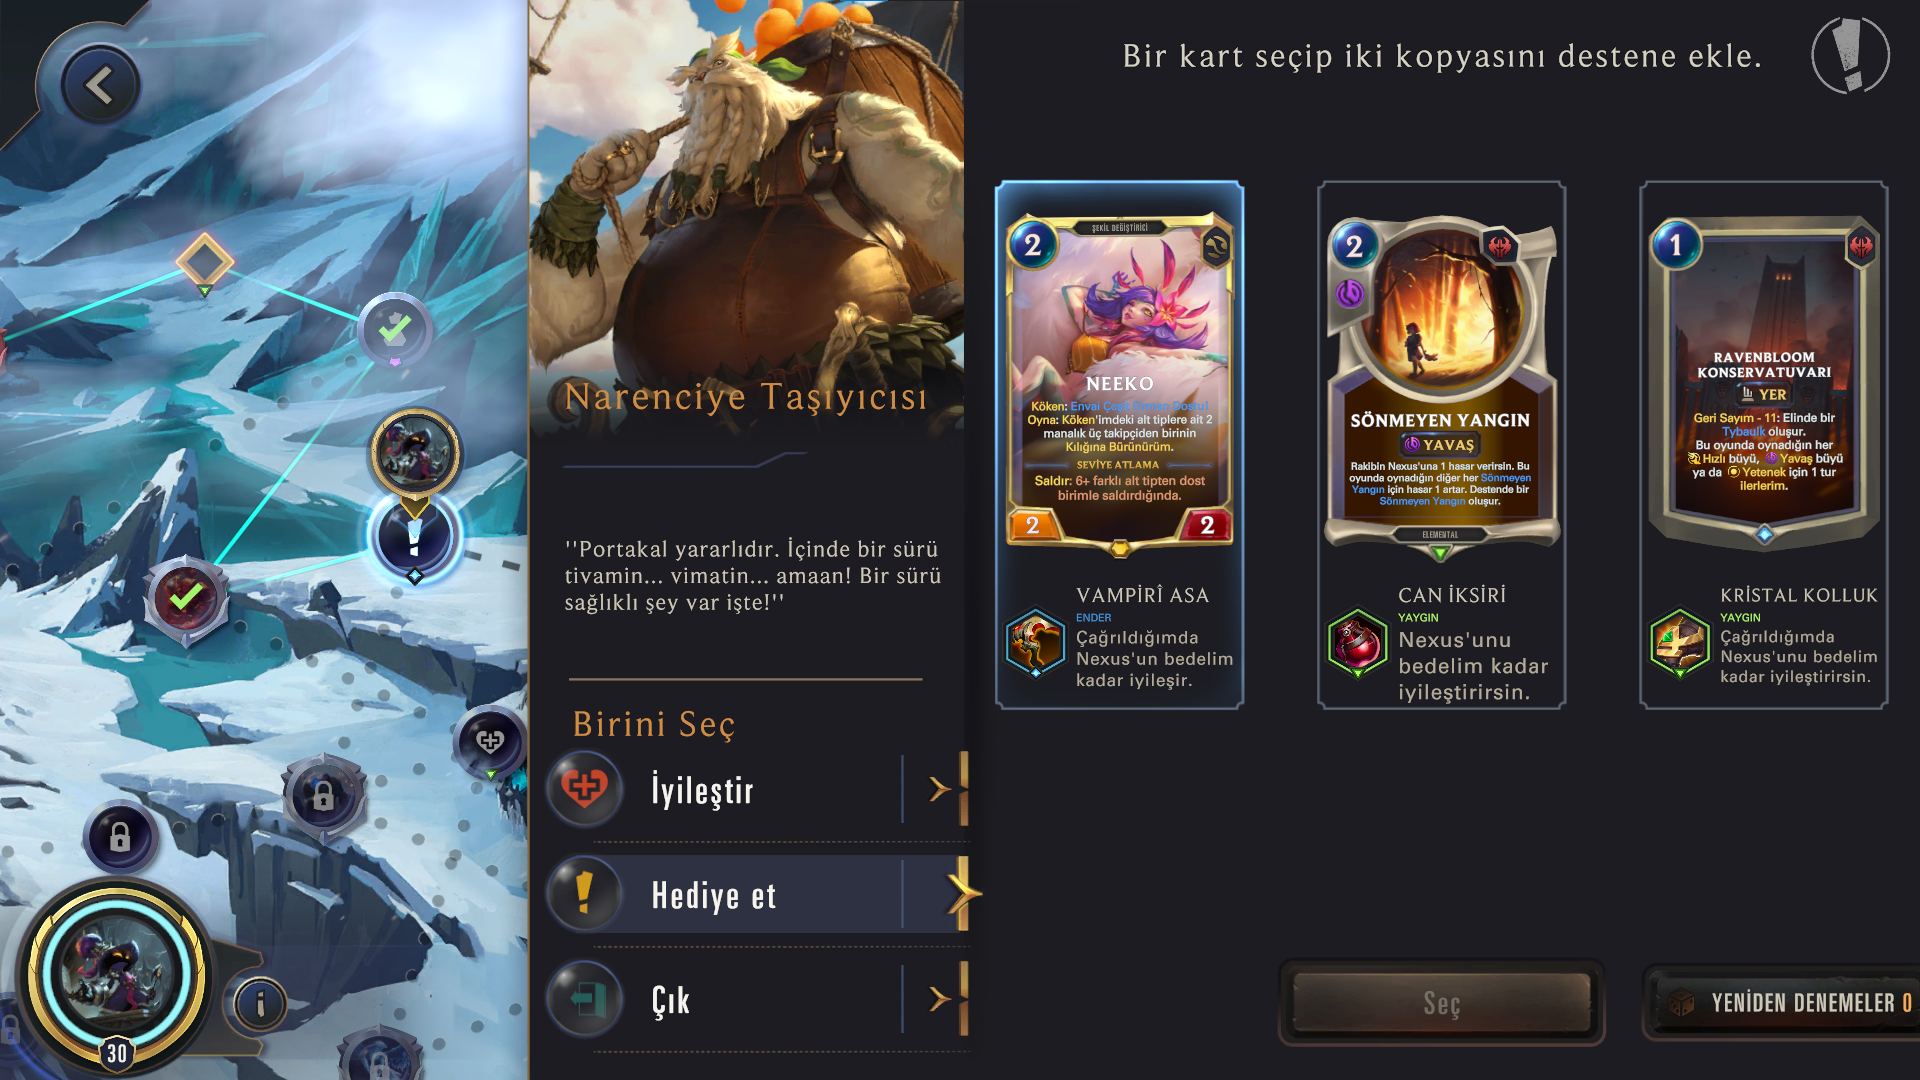 Bir kart seçip iki kopyasını destene ekle.
Narenciye Taşıyıcısı
''Portakal yararlıdır. İçinde bir sürü
tivamin... vimatin... amaan! Bir sürü
sağlıklı şey var işte!''
Birini Seç
İyileştir
Hediye et
Çık
30
2
ŞEKİL DEĞİŞTİRİCİ
NEEKO
Köken: Envai Çeşit Orman Dostu!
Oyna: Köken'imdeki alt tiplere ait 2
manalık üç takipçiden birinin
Kılığına Bürünürüm.
SEVİYE ATLAMA
Saldır: 6+ farklı alt tipten dost
birimle saldırdığında.
2
2
VAMPİRÎ ASA
ENDER
Çağrıldığımda
Nexus'un bedelim
kadar iyileşir.
2
SÖNMEYEN YANGIN
YAVAŞ
Rakibin Nexus'una 1 hasar verirsin. Bu
oyunda oynadığın diğer her Sönmeyen
Yangın için hasar 1 artar. Destende bir
Sönmeyen Yangın oluşur.
ELEMENTAL
CAN İKSİRİ
YAYGIN
Nexus'unu
bedelim kadar
iyileştirirsin.
1
RAVENBLOOM
KONSERVATUVARI
YER
Geri Sayım - 11: Elinde bir
Tybaulk oluşur.
Bu oyunda oynadığın her
Hızlı büyü, Yavaş büyü
ya da Yetenek için 1 tur
ilerlerim.
KRİSTAL KOLLUK
YAYGIN
Çağrıldığımda
Nexus'unu bedelim
kadar iyileştirirsin.
Seç
YENİDEN DENEMELER 0